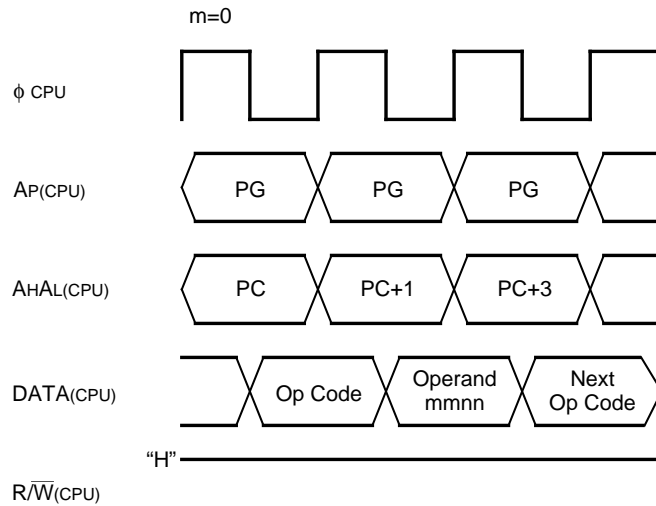 m=0
ϕ CPU
AP(CPU) PG PG PG
AHAL(CPU) PC PC+1 PC+3
DATA(CPU) Op Code Operand mmnn Next Op Code
“H”
R/W̅(CPU)